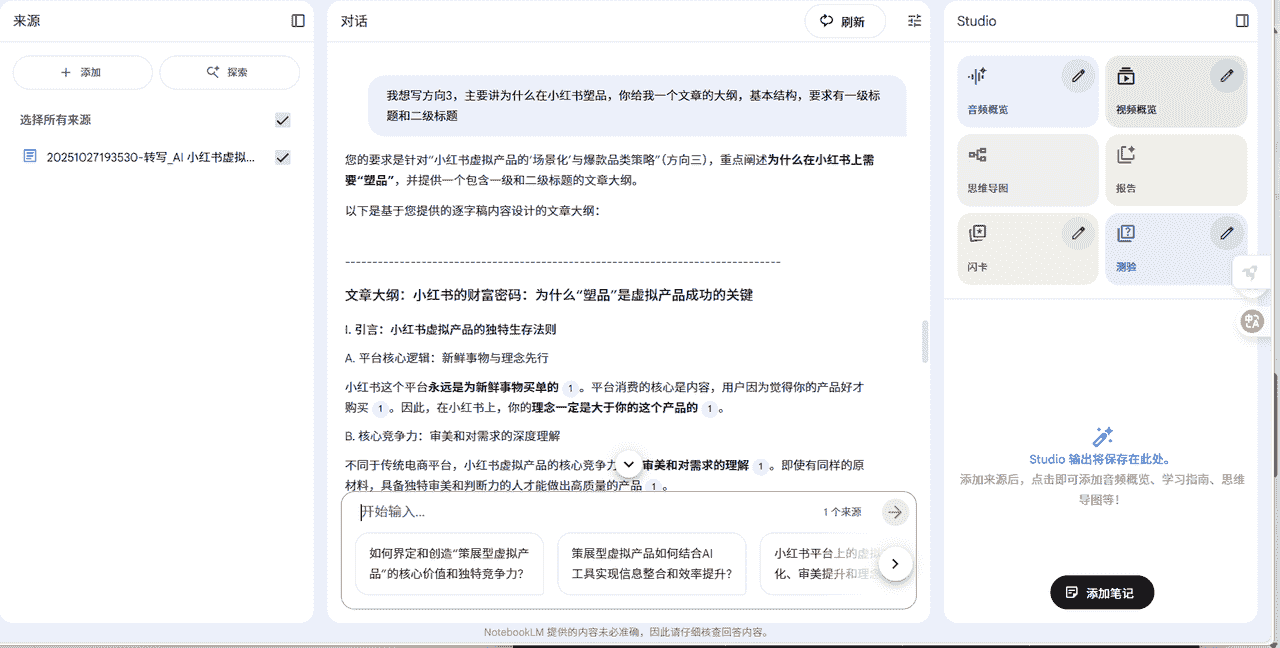 来源
添加
探索
选择所有来源
20251027193530-转写_AI 小红书虚拟...
对话
刷新
我想写方向3，主要讲为什么在小红书塑品，你给我一个文章的大纲，基本结构，要求有一级标
题和二级标题
您的要求是针对“小红书虚拟产品的‘场景化’与爆款品类策略”（方向三），重点阐述为什么在小红书上需
要“塑品”，并提供一个包含一级和二级标题的文章大纲。
以下是基于您提供的逐字稿内容设计的文章大纲：
--------------------------------------------------------------------------------
文章大纲：小红书的财富密码：为什么“塑品”是虚拟产品成功的关键
I. 引言：小红书虚拟产品的独特生存法则
A. 平台核心逻辑：新鲜事物与理念先行
小红书这个平台永远是为新鲜事物买单的 1 。平台消费的核心是内容，用户因为觉得你的产品好才
购买 1 。因此，在小红书上，你的理念一定是大于你的这个产品的 1 。
B. 核心竞争力：审美和对需求的深度理解
不同于传统电商平台，小红书虚拟产品的核心竞争力 审美和对需求的理解 1 。即使有同样的原
材料，具备独特审美和判断力的人才能做出高质量的产品 1 。
开始输入...
1 个来源
如何界定和创造“策展型虚拟产
品”的核心价值和独特竞争力？
策展型虚拟产品如何结合AI
工具实现信息整合和效率提升？
小红书平台上的虚拟
化、审美提升和理念
NotebookLM 提供的内容未必准确，因此请仔细核查回答内容。
Studio
音频概览
视频概览
思维导图
报告
闪卡
测验
Studio 输出将保存在此处。
添加来源后，点击即可添加音频概览、学习指南、思维
导图等！
添加笔记